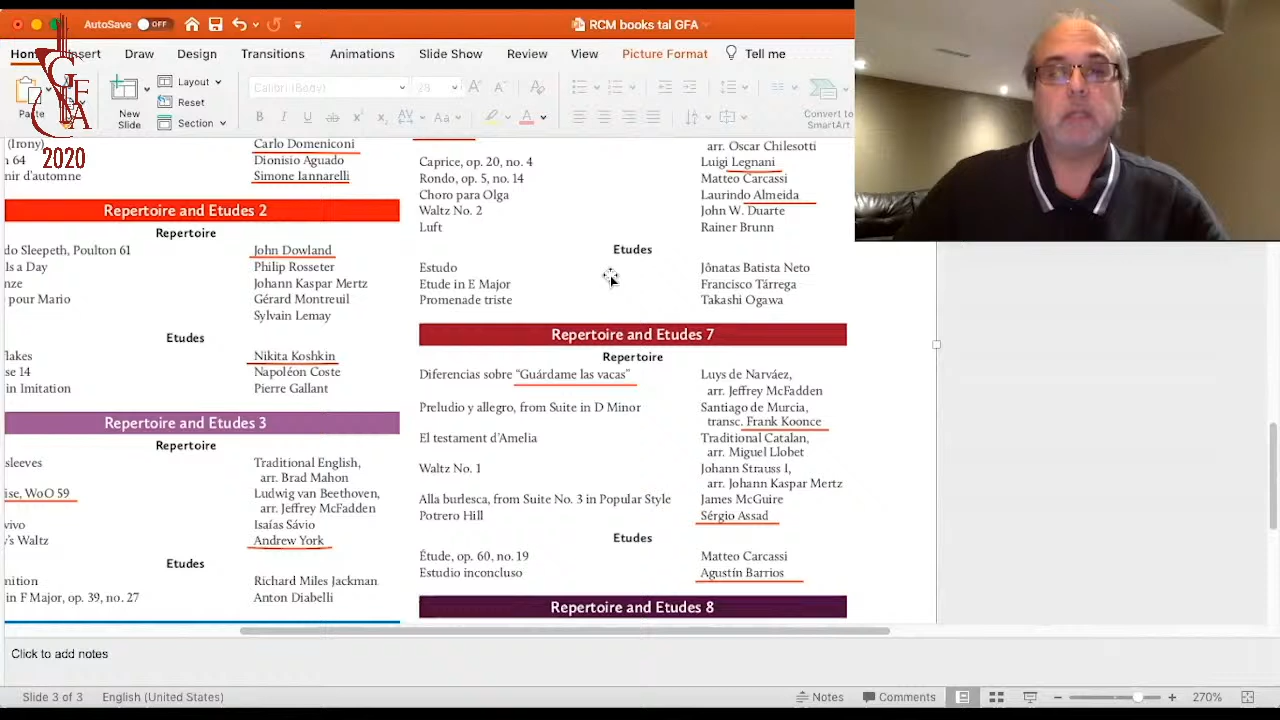 AutoSave
OFF
RCM books tal GFA
Insert
Draw
Design
Transitions
Animations
Slide Show
Review
View
Picture Format
Tell me
GFA
2020
Paste
New
Slide
Layout
Reset
Section
Calibri (Body)
28
Convert to
SmartArt
(Irony)
Carlo Domeniconi
64
Dionisio Aguado
nir d'automne
Simone Iannarelli
Repertoire and Etudes 2
Repertoire
do Sleepeth, Poulton 61
John Dowland
ls a Day
Philip Rosseter
nze
Johann Kaspar Mertz
pour Mario
Gérard Montreuil
Sylvain Lemay
Etudes
lakes
Nikita Koshkin
se 14
Napoléon Coste
in Imitation
Pierre Gallant
Repertoire and Etudes 3
Repertoire
sleeves
Traditional English,
arr. Brad Mahon
ise, WoO 59
Ludwig van Beethoven,
arr. Jeffrey McFadden
vivo
Isaías Sávio
y's Waltz
Andrew York
Etudes
nition
Richard Miles Jackman
in F Major, op. 39, no. 27
Anton Diabelli
arr. Oscar Chilesotti
Caprice, op. 20, no. 4
Luigi Legnani
Rondo, op. 5, no. 14
Matteo Carcassi
Choro para Olga
Laurindo Almeida
Waltz No. 2
John W. Duarte
Luft
Rainer Brunn
Etudes
Estudo
Jônatas Batista Neto
Etude in E Major
Francisco Tárrega
Promenade triste
Takashi Ogawa
Repertoire and Etudes 7
Repertoire
Diferencias sobre "Guárdame las vacas"
Luys de Narváez,
arr. Jeffrey McFadden
Preludio y allegro, from Suite in D Minor
Santiago de Murcia,
transc. Frank Koonce
El testament d'Amelia
Traditional Catalan,
arr. Miguel Llobet
Waltz No. 1
Johann Strauss I,
arr. Johann Kaspar Mertz
Alla burlesca, from Suite No. 3 in Popular Style
James McGuire
Potrero Hill
Sérgio Assad
Etudes
Étude, op. 60, no. 19
Matteo Carcassi
Estudio inconcluso
Agustín Barrios
Repertoire and Etudes 8
Click to add notes
Slide 3 of 3
English (United States)
Notes
Comments
270%